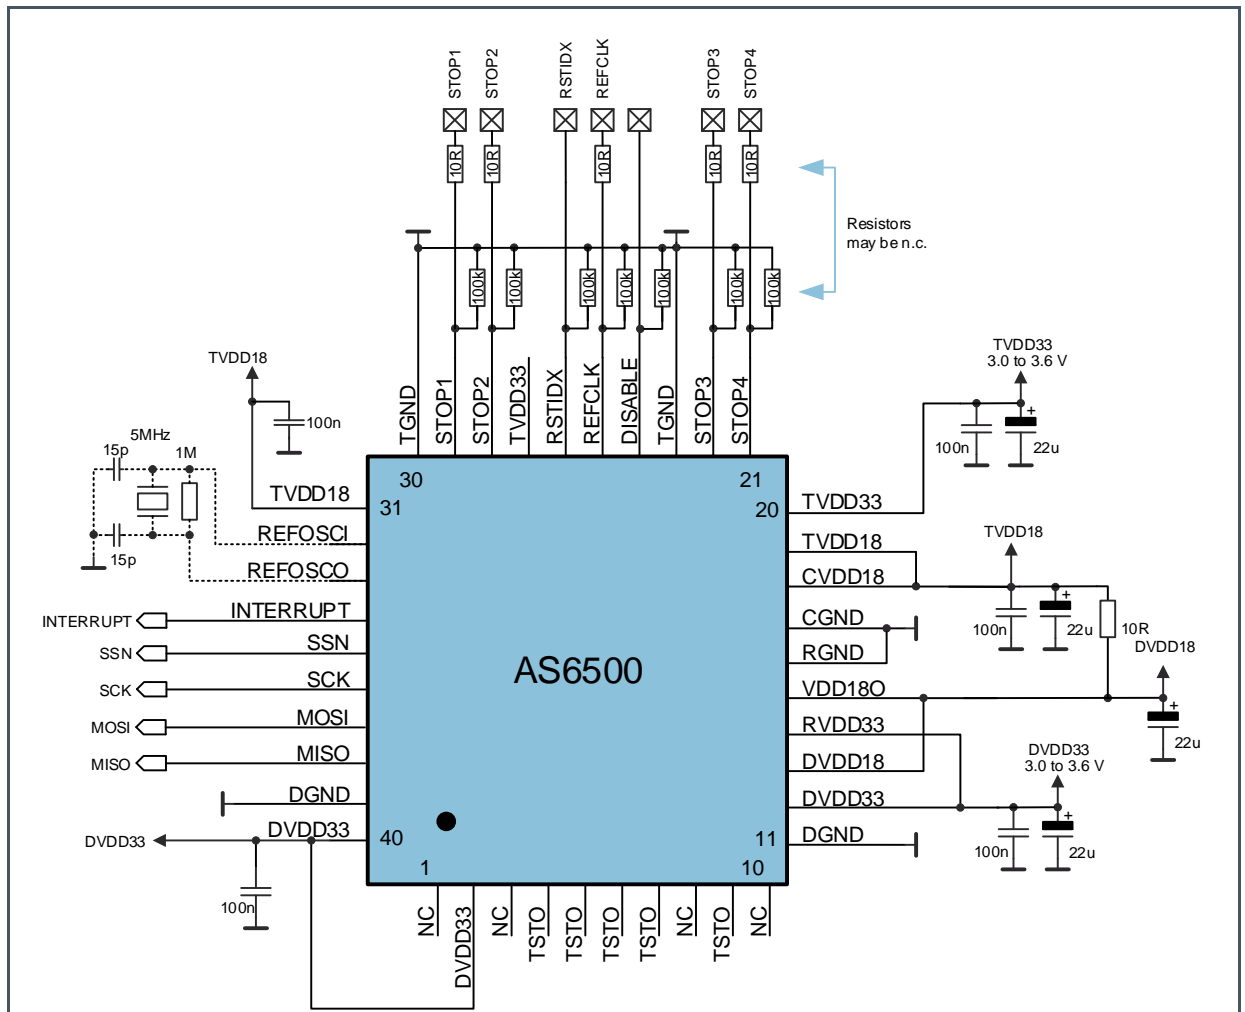 STOP1
STOP2
RSTIDX
REFCLK
STOP3
STOP4
10R
10R
10R
10R
10R
Resistors
may be n.c.
100k
100k
100k
100k
100k
100k
100k
TVDD18
100n
TGND
STOP1
STOP2
TVDD33
RSTIDX
REFCLK
DISABLE
TGND
STOP3
STOP4
TVDD33
3.0 to 3.6 V
+
100n
22u
5MHz
15p
1M
15p
30
21
31
20
TVDD18
REFOSCI
REFOSCO
INTERRUPT
SSN
SCK
MOSI
MISO
DGND
DVDD33
INTERRUPT
SSN
SCK
MOSI
MISO
DVDD33
100n
AS6500
TVDD33
TVDD18
CVDD18
CGND
RGND
VDD18O
RVDD33
DVDD18
DVDD33
DGND
TVDD18
+
100n
22u
10R
DVDD18
+
22u
DVDD33
3.0 to 3.6 V
+
100n
22u
40
11
1
10
NC
DVDD33
NC
TSTO
TSTO
TSTO
TSTO
NC
TSTO
NC